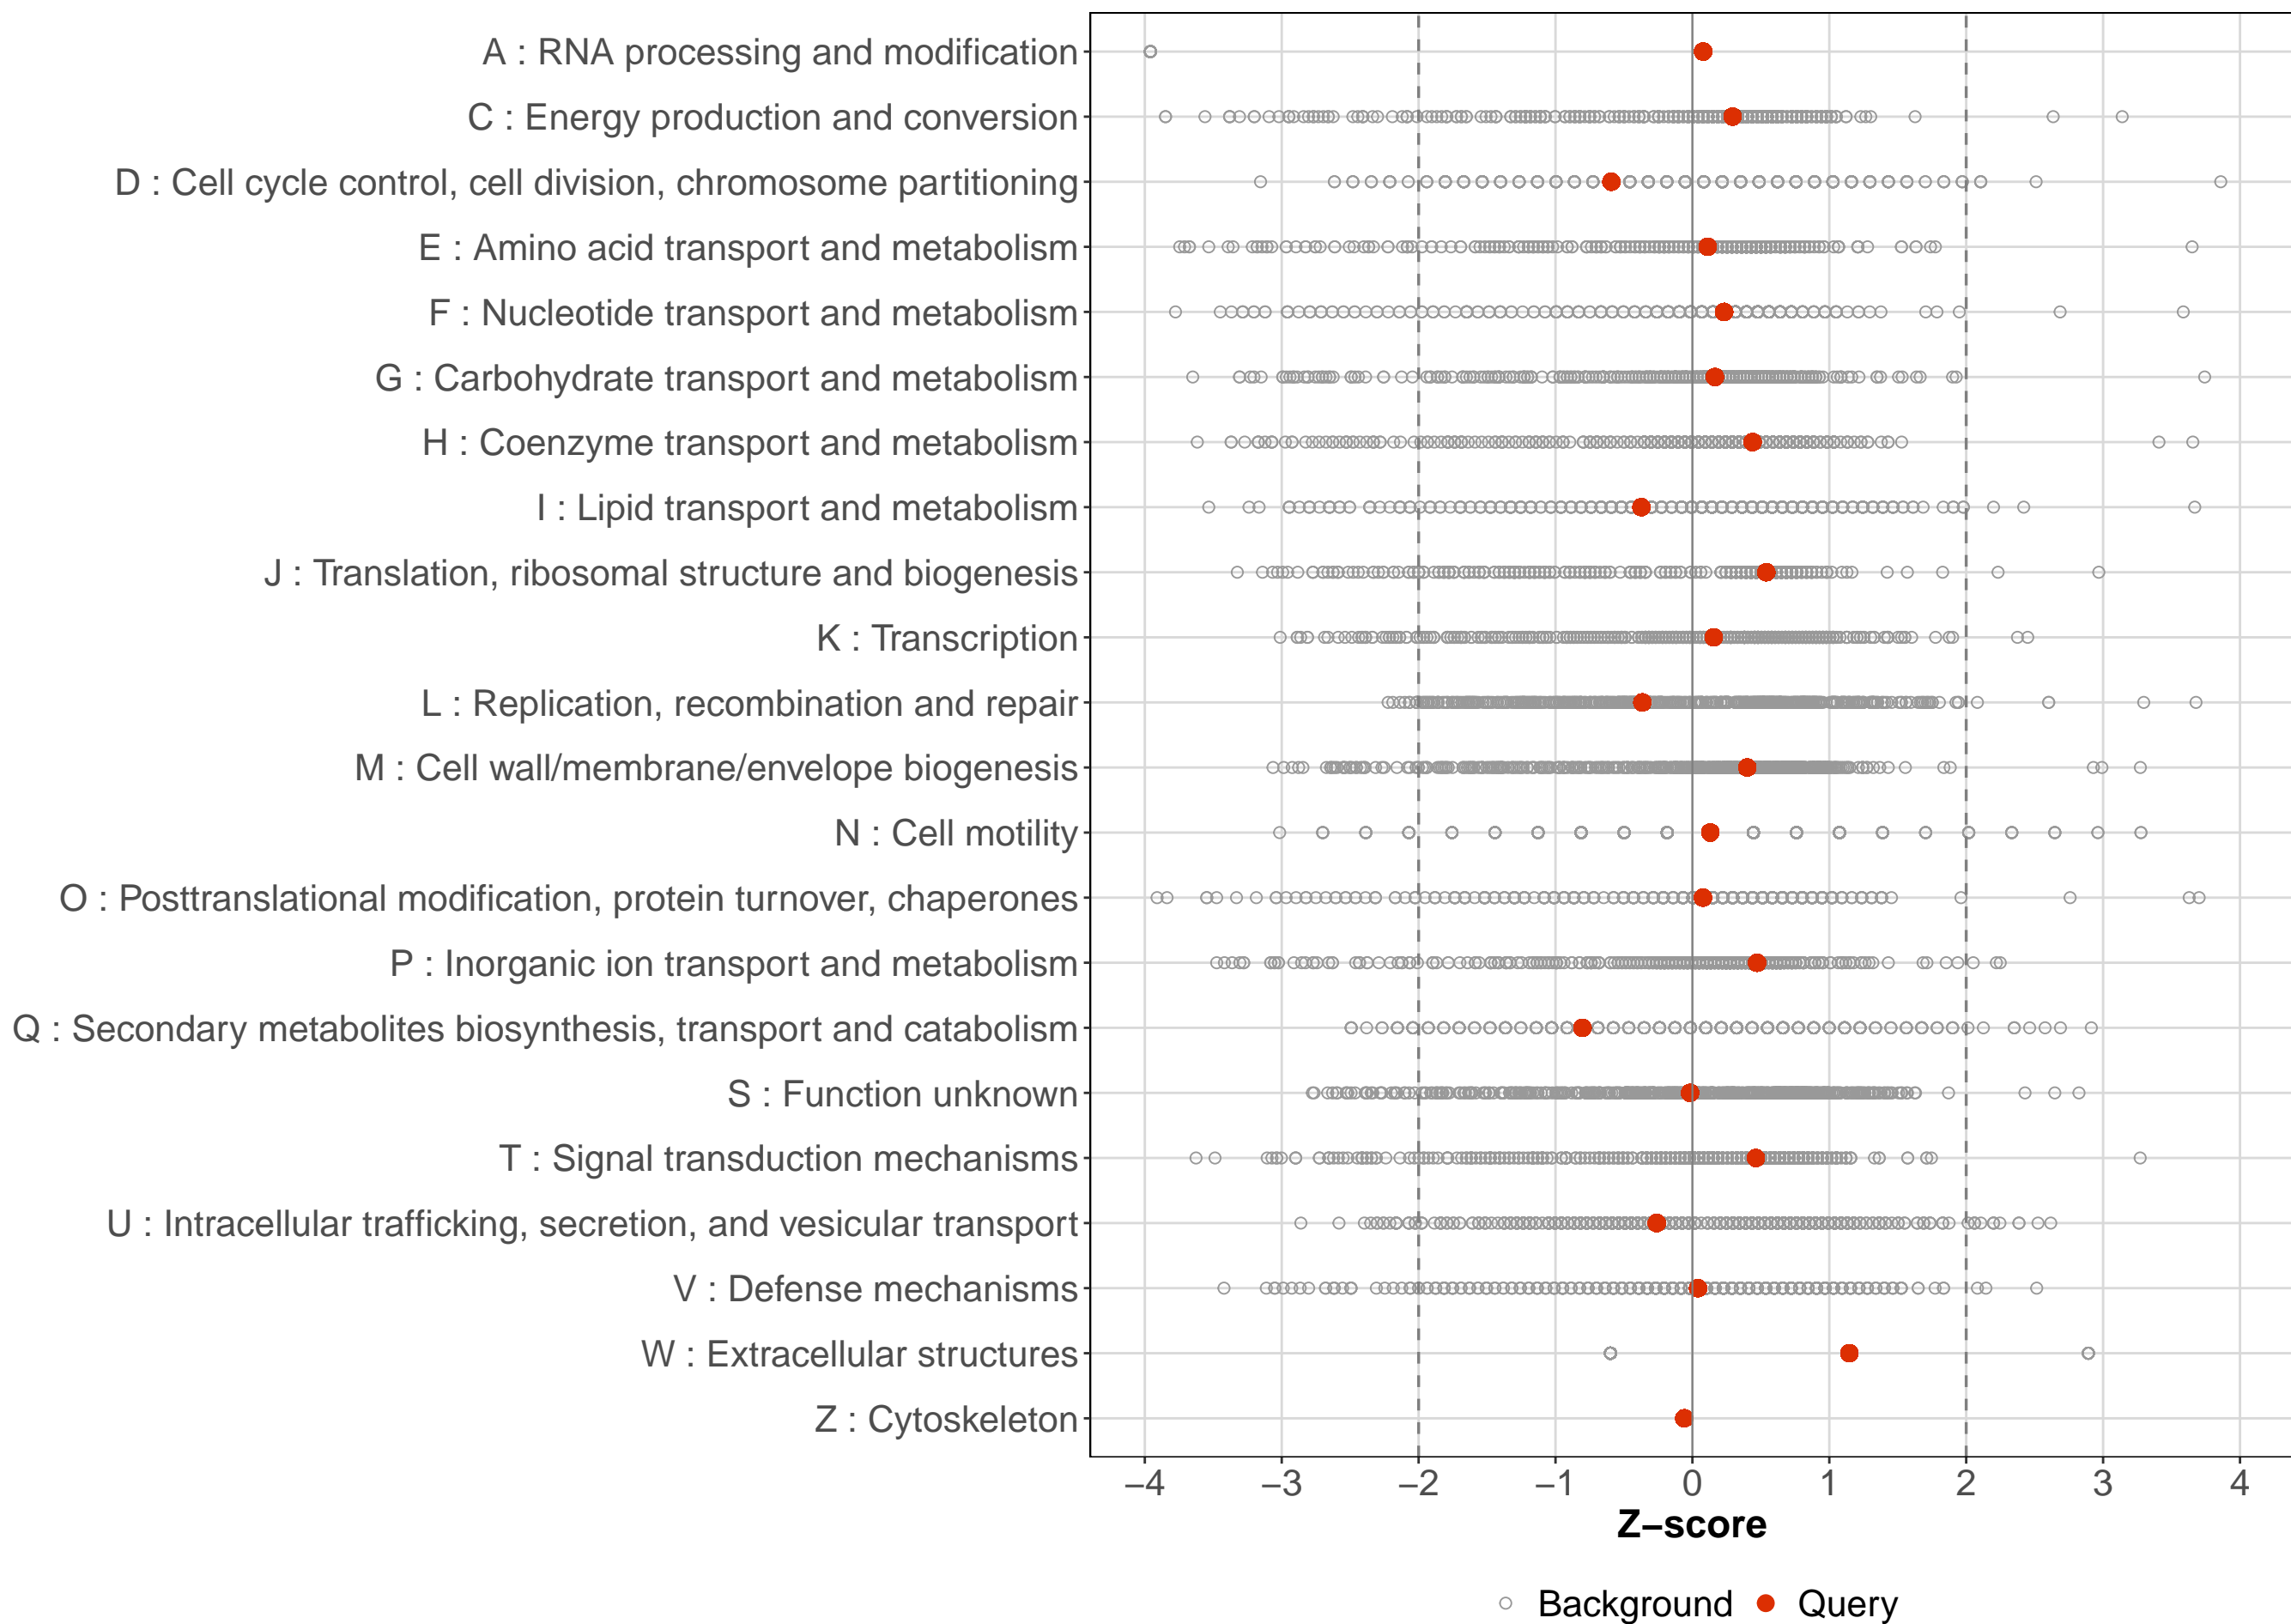 A : RNA processing and modification
C : Energy production and conversion
D : Cell cycle control, cell division, chromosome partitioning
E : Amino acid transport and metabolism
F : Nucleotide transport and metabolism
G : Carbohydrate transport and metabolism
H : Coenzyme transport and metabolism
I : Lipid transport and metabolism
J : Translation, ribosomal structure and biogenesis
K : Transcription
L : Replication, recombination and repair
M : Cell wall/membrane/envelope biogenesis
N : Cell motility
O : Posttranslational modification, protein turnover, chaperones
P : Inorganic ion transport and metabolism
Q : Secondary metabolites biosynthesis, transport and catabolism
S : Function unknown
T : Signal transduction mechanisms
U : Intracellular trafficking, secretion, and vesicular transport
V : Defense mechanisms
W : Extracellular structures
Z : Cytoskeleton
−4 −3 −2 −1 0 1 2 3 4
Z−score
Background Query